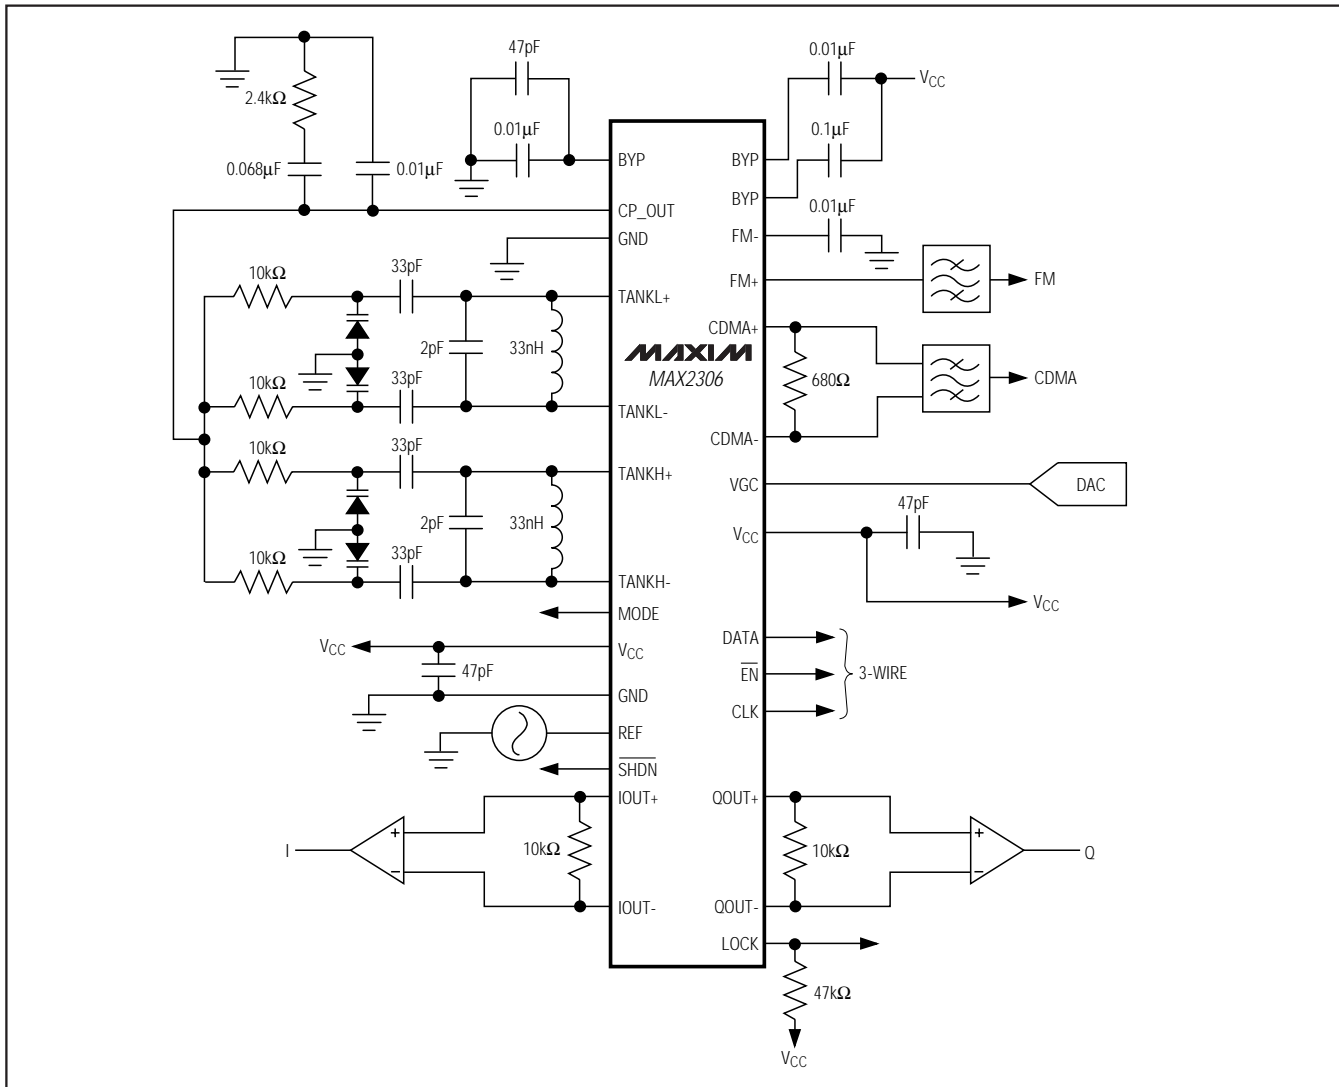 47pF
0.01μF
2.4kΩ
VCC
0.01μF
0.1μF
0.068μF
0.01μF
BYP
BYP
BYP
CP_OUT
0.01μF
GND
FM-
10kΩ
33pF
FM+
FM
TANKL+
CDMA+
2pF
33nH
MAXIM
MAX2306
680Ω
CDMA
10kΩ
33pF
TANKL-
CDMA-
10kΩ
33pF
TANKH+
VGC
DAC
2pF
33nH
47pF
VCC
10kΩ
33pF
TANKH-
VCC
MODE
DATA
VCC
VCC
47pF
EN
3-WIRE
GND
CLK
REF
SHDN
IOUT+
QOUT+
+
+
I
10kΩ
10kΩ
Q
−
−
IOUT-
QOUT-
LOCK
47kΩ
VCC